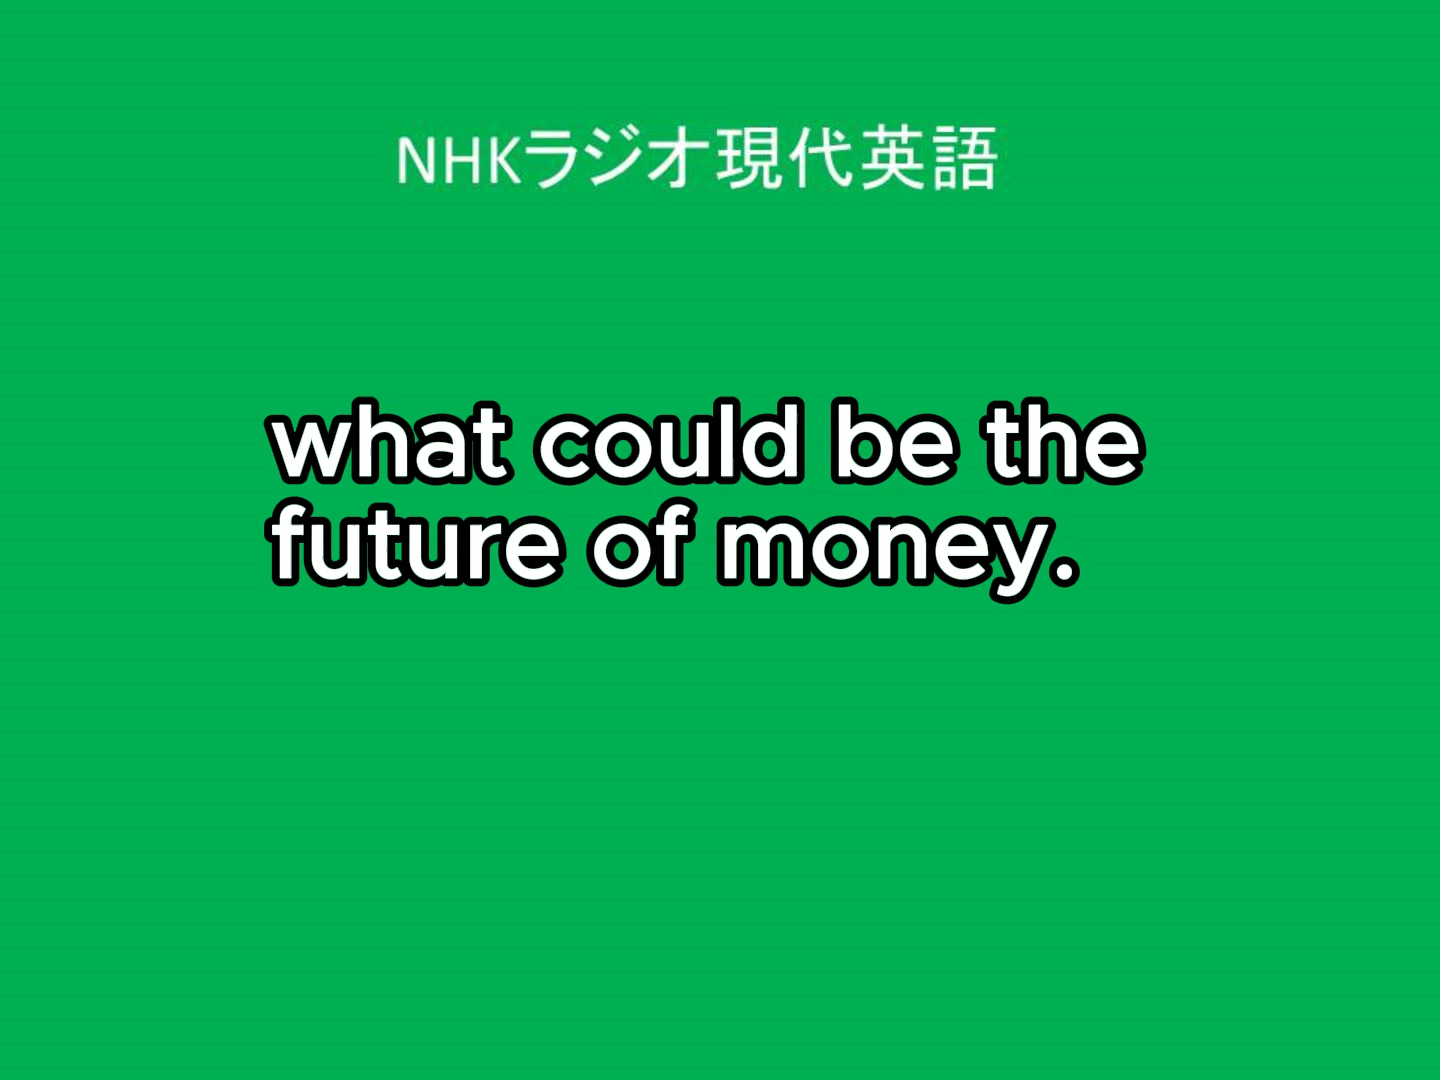 NHKラジオ現代英語
what could be the
future of money.